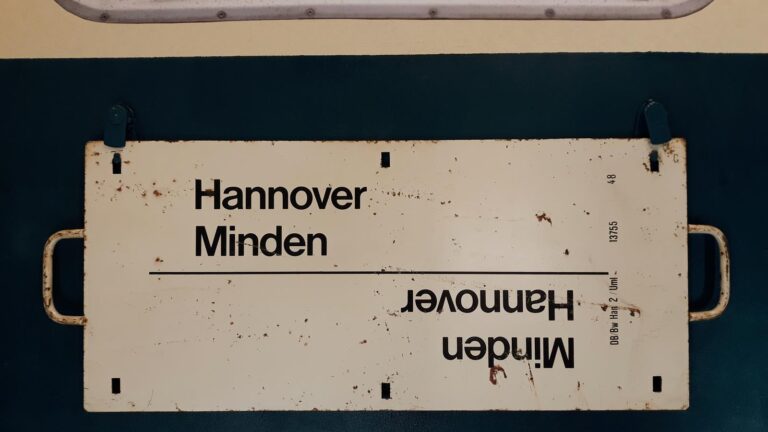 Hannover
Minden
Minden
Hannover
DB/Bw Han 2 / Uml - 13755 48